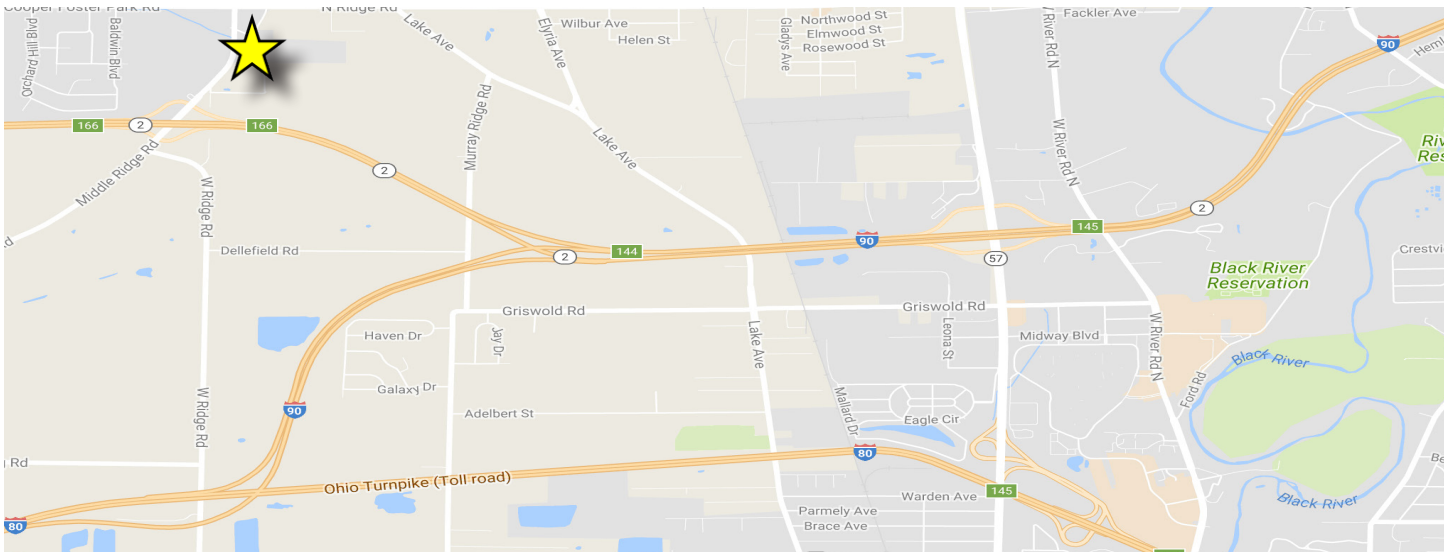 Cooper Foster Park Rd
N Ridge Rd
Lake Ave
Elyria Ave
Wilbur Ave
Helen St
Gladys Ave
Northwood St
Elmwood St
Rosewood St
W River Rd N
Fackler Ave
90
Orchard Hill Blvd
Baldwin Blvd
166
2
166
Middle Ridge Rd
W Ridge Rd
2
Murray Ridge Rd
Lake Ave
W River Rd N
Dellefield Rd
2
144
90
57
145
2
Black River
Reservation
Griswold Rd
Griswold Rd
Haven Dr
Jay Dr
Galaxy Dr
Adelbert St
Lake Ave
Leona St
Midway Blvd
W River Rd N
Ford Rd
Black River
W Ridge Rd
90
Mallard Dr
Eagle Cir
80
Rd
Ohio Turnpike (Toll road)
80
145
Warden Ave
Parmely Ave
Brace Ave
Black River